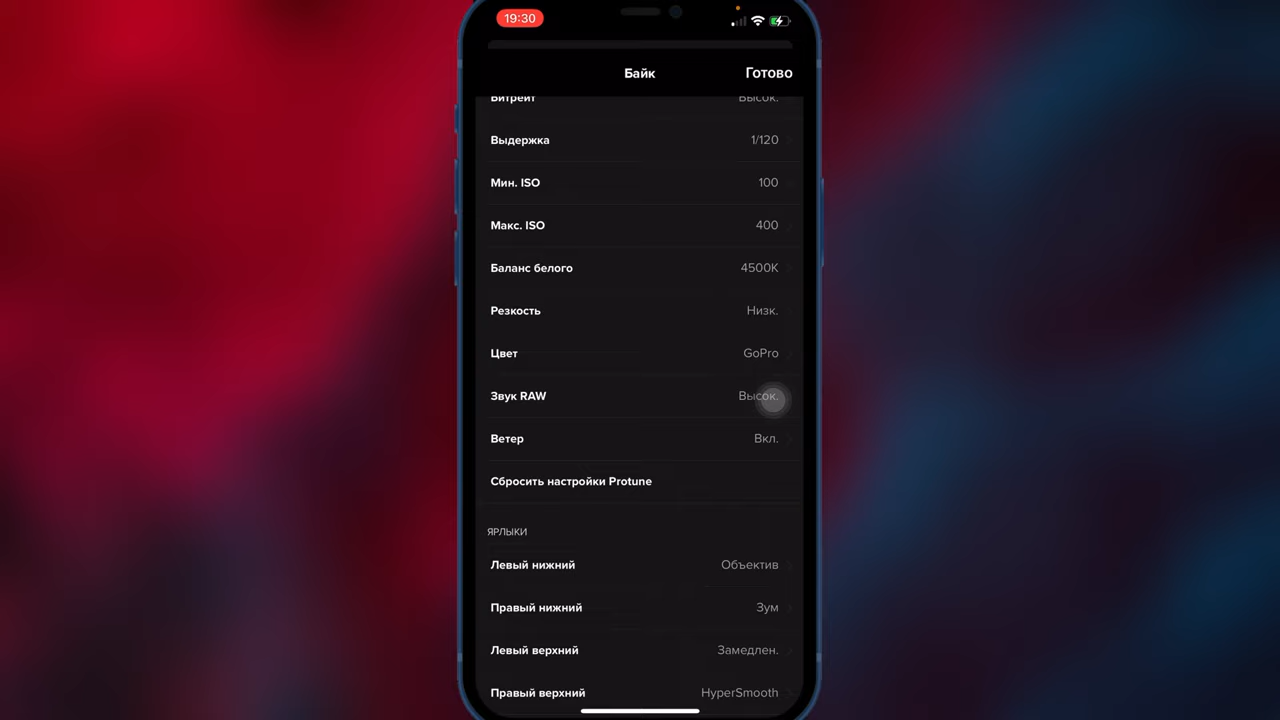 19:30
Байк Готово
Битрейт Высок.
Выдержка 1/120
Мин. ISO 100
Макс. ISO 400
Баланс белого 4500K
Резкость Низк.
Цвет GoPro
Звук RAW Высок.
Ветер Вкл.
Сбросить настройки Protune
ЯРЛЫКИ
Левый нижний Объектив
Правый нижний Зум
Левый верхний Замедлен.
Правый верхний HyperSmooth